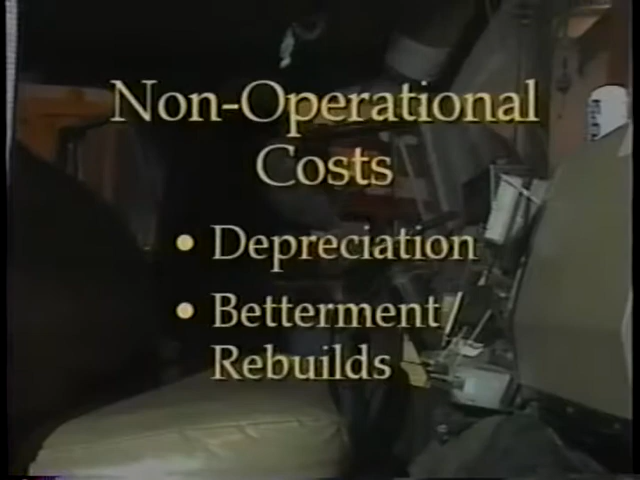 Non-Operational
Costs
• Depreciation
• Betterment/
Rebuilds